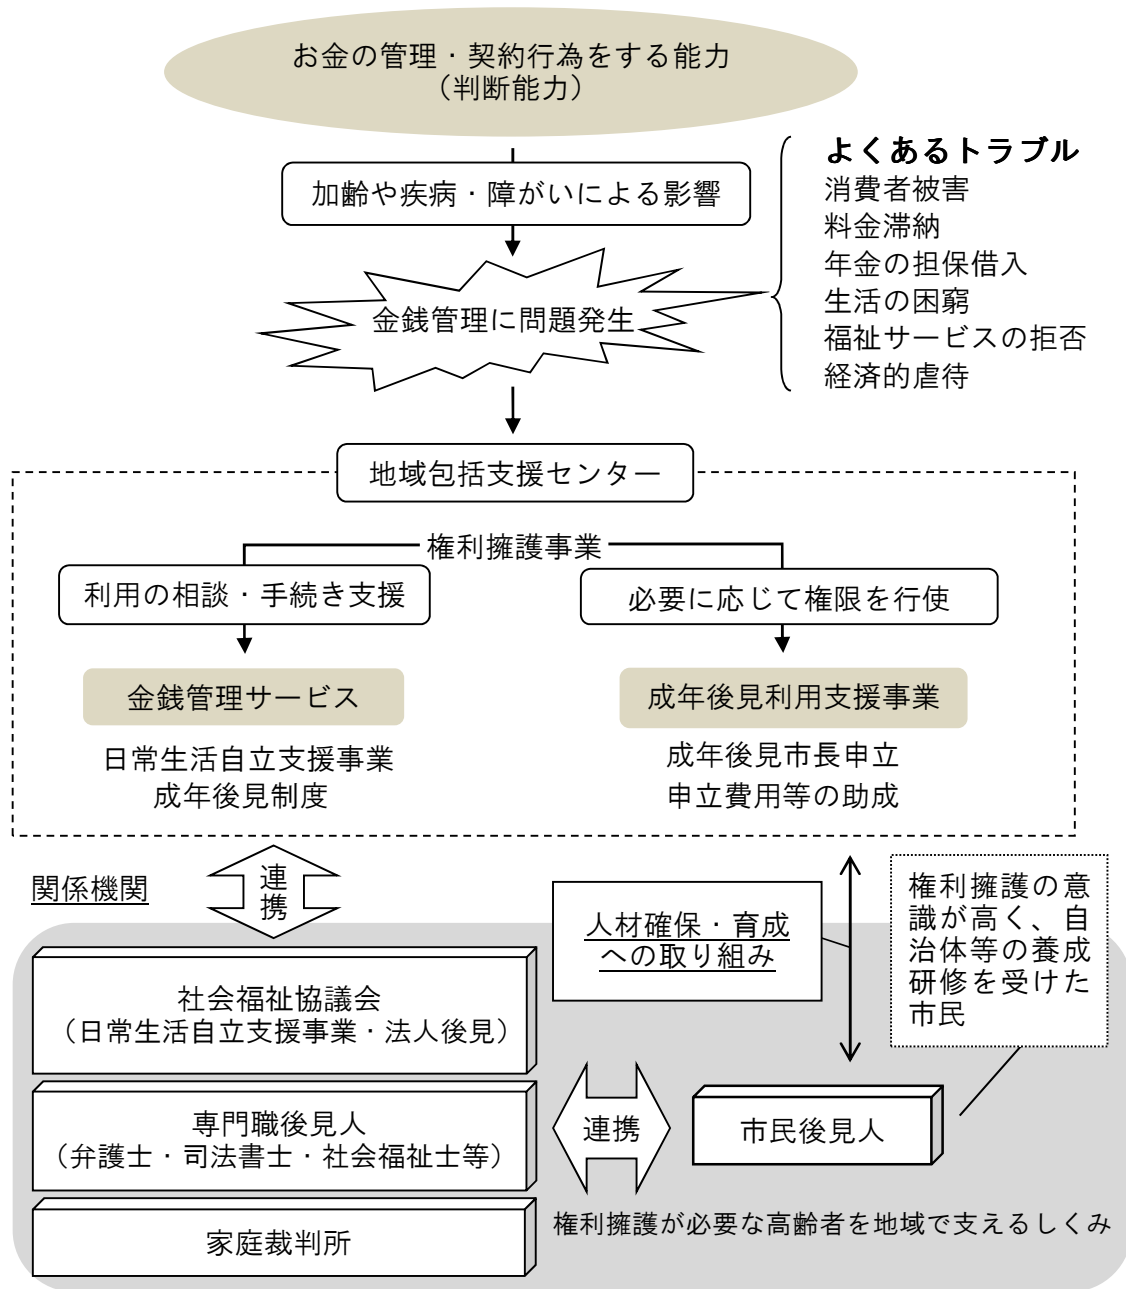 お金の管理・契約行為をする能力
（判断能力）
加齢や疾病・障がいによる影響
金銭管理に問題発生
よくあるトラブル
消費者被害
料金滞納
年金の担保借入
生活の困窮
福祉サービスの拒否
経済的虐待
地域包括支援センター
権利擁護事業
利用の相談・手続き支援
必要に応じて権限を行使
金銭管理サービス
成年後見利用支援事業
日常生活自立支援事業
成年後見制度
成年後見市長申立
申立費用等の助成
関係機関
連
携
人材確保・育成
への取り組み
権利擁護の意
識が高く、自
治体等の養成
研修を受けた
市民
社会福祉協議会
（日常生活自立支援事業・法人後見）
専門職後見人
（弁護士・司法書士・社会福祉士等）
連携
市民後見人
家庭裁判所
権利擁護が必要な高齢者を地域で支えるしくみ